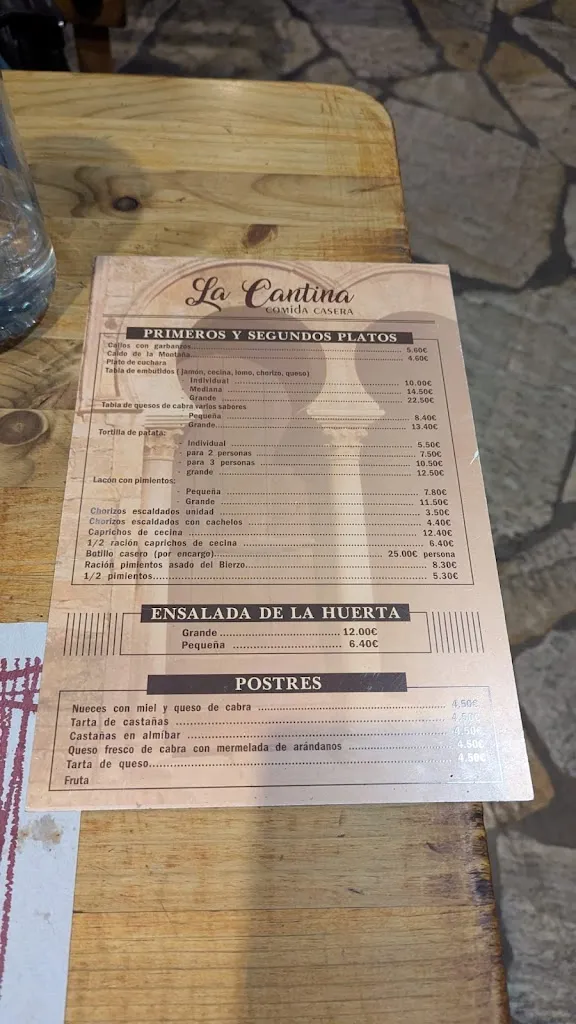 La Cantina
COMIDA CASERA
PRIMEROS Y SEGUNDOS PLATOS
Callos con garbanzos 5.60€
Caldo de la Montaña 4.60€
Plato de cuchara
Tabla de embutidos ( jamón, cecina, lomo, chorizo, queso)
Individual 10.00€
Mediana 14.50€
Grande 22.50€
Tabla de quesos de cabra varios sabores
Pequeña 8.40€
Grande 13.40€
Tortilla de patata:
- Individual 5.50€
- para 2 personas 7.50€
- para 3 personas 10.50€
- grande 12.50€
Lacón con pimientos:
- Pequeña 7.80€
- Grande 11.50€
Chorizos escaldados unidad 3.50€
Chorizos escaldados con cachelos 4.40€
Caprichos de cecina 12.40€
1/2 ración caprichos de cecina 6.40€
Botillo casero (por encargo) 25.00€ persona
Ración pimientos asado del Bierzo 8.30€
1/2 pimientos 5.30€
ENSALADA DE LA HUERTA
Grande 12.00€
Pequeña 6.40€
POSTRES
Nueces con miel y queso de cabra 4,50€
Tarta de castañas
Castañas en almíbar 4.50€
Queso fresco de cabra con mermelada de arándanos 4.50€
Tarta de queso 4.50€
Fruta